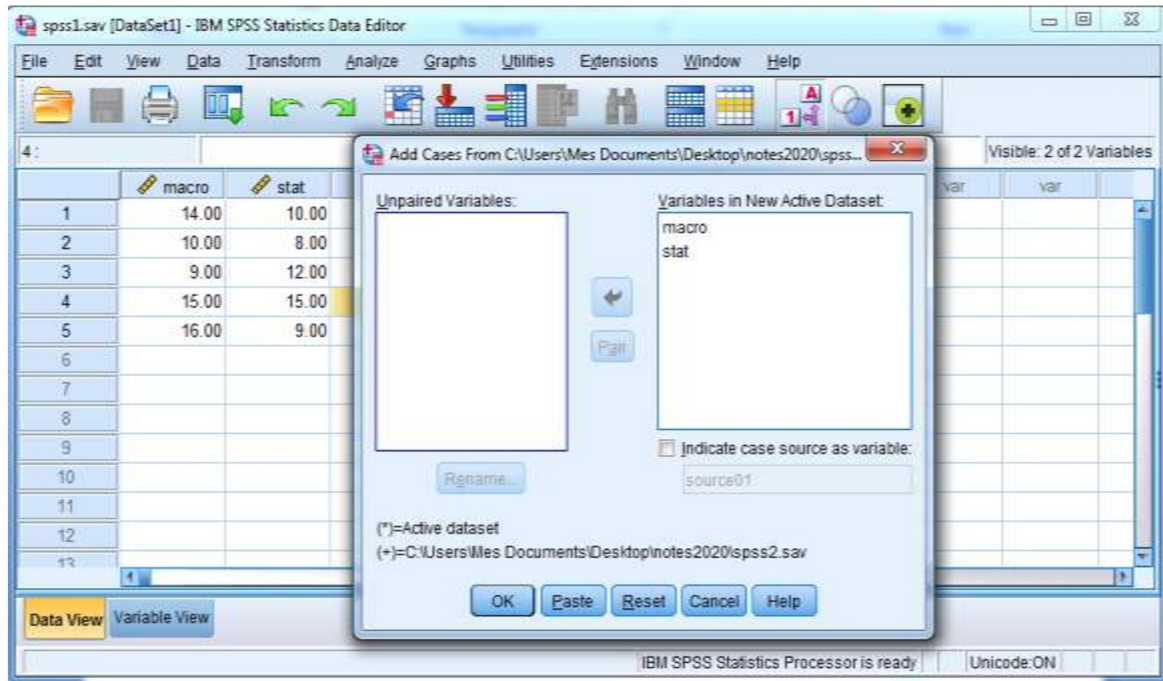 spss1.sav [DataSet1] - IBM SPSS Statistics Data Editor
File Edit View Data Transform Analyze Graphs Utilities Extensions Window Help
4 :
Visible: 2 of 2 Variables
macro stat var var
1 14.00 10.00
2 10.00 8.00
3 9.00 12.00
4 15.00 15.00
5 16.00 9.00
6
7
8
9
10
11
12
13
Add Cases From C:\Users\Mes Documents\Desktop\notes2020\spss...
Unpaired Variables:
Variables in New Active Dataset:
macro
stat
Pair
Indicate case source as variable:
Rename...
source01
(*)=Active dataset
(+)=C:\Users\Mes Documents\Desktop\notes2020\spss2.sav
OK Paste Reset Cancel Help
Data View Variable View
IBM SPSS Statistics Processor is ready Unicode:ON